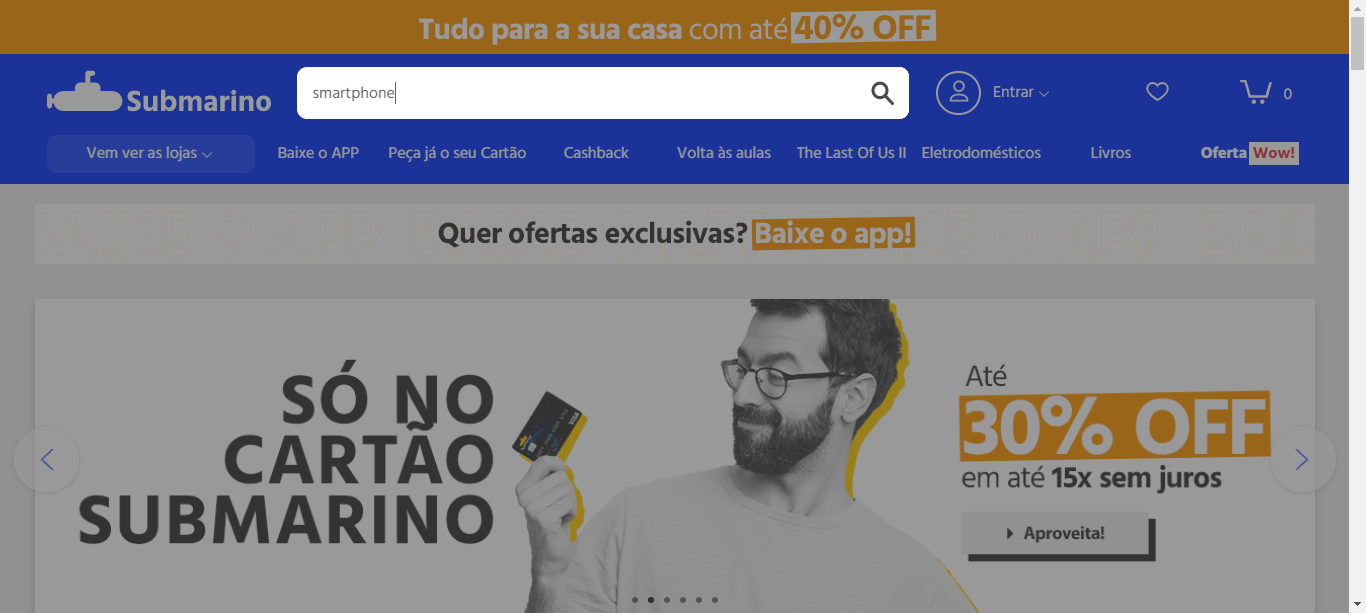 Tudo para a sua casa com até 40% OFF
Submarino
smartphone
Entrar
0
Vem ver as lojas
Baixe o APP
Peça já o seu Cartão
Cashback
Volta às aulas
The Last Of Us II
Eletrodomésticos
Livros
Oferta Wow!
Quer ofertas exclusivas? Baixe o app!
SÓ NO
CARTÃO
SUBMARINO
VISA
Até
30% OFF
em até 15x sem juros
Aproveita!